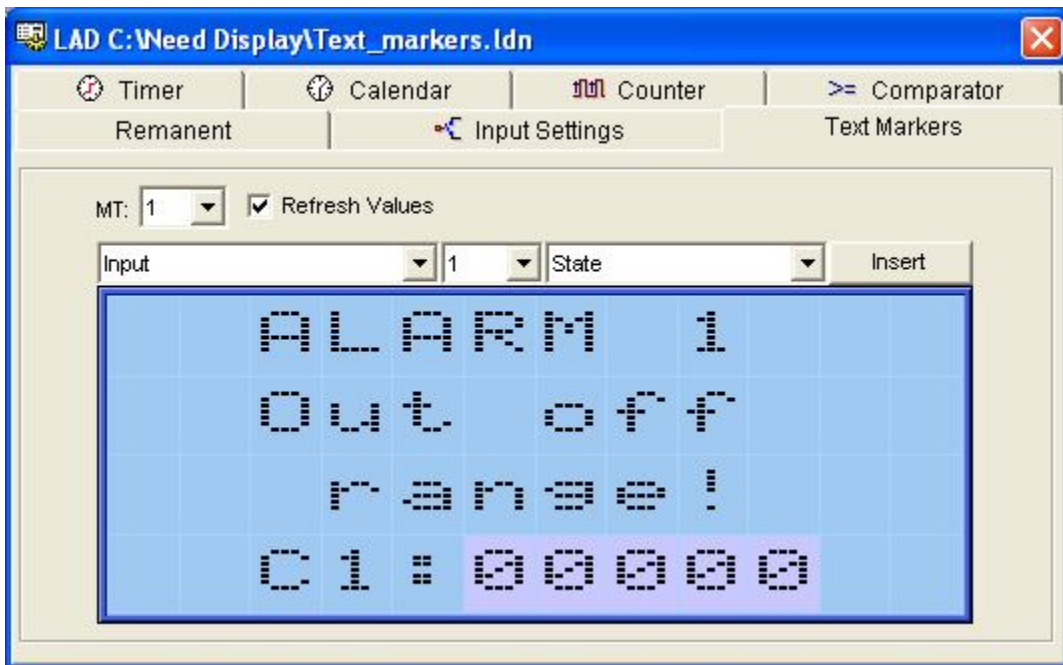 LAD C:\Need Display\Text_markers.ldn
Timer Calendar Counter >= Comparator
Remanent Input Settings Text Markers
MT: 1 Refresh Values
Input 1 State Insert
ALARM 1
Out off
range!
C1:00000